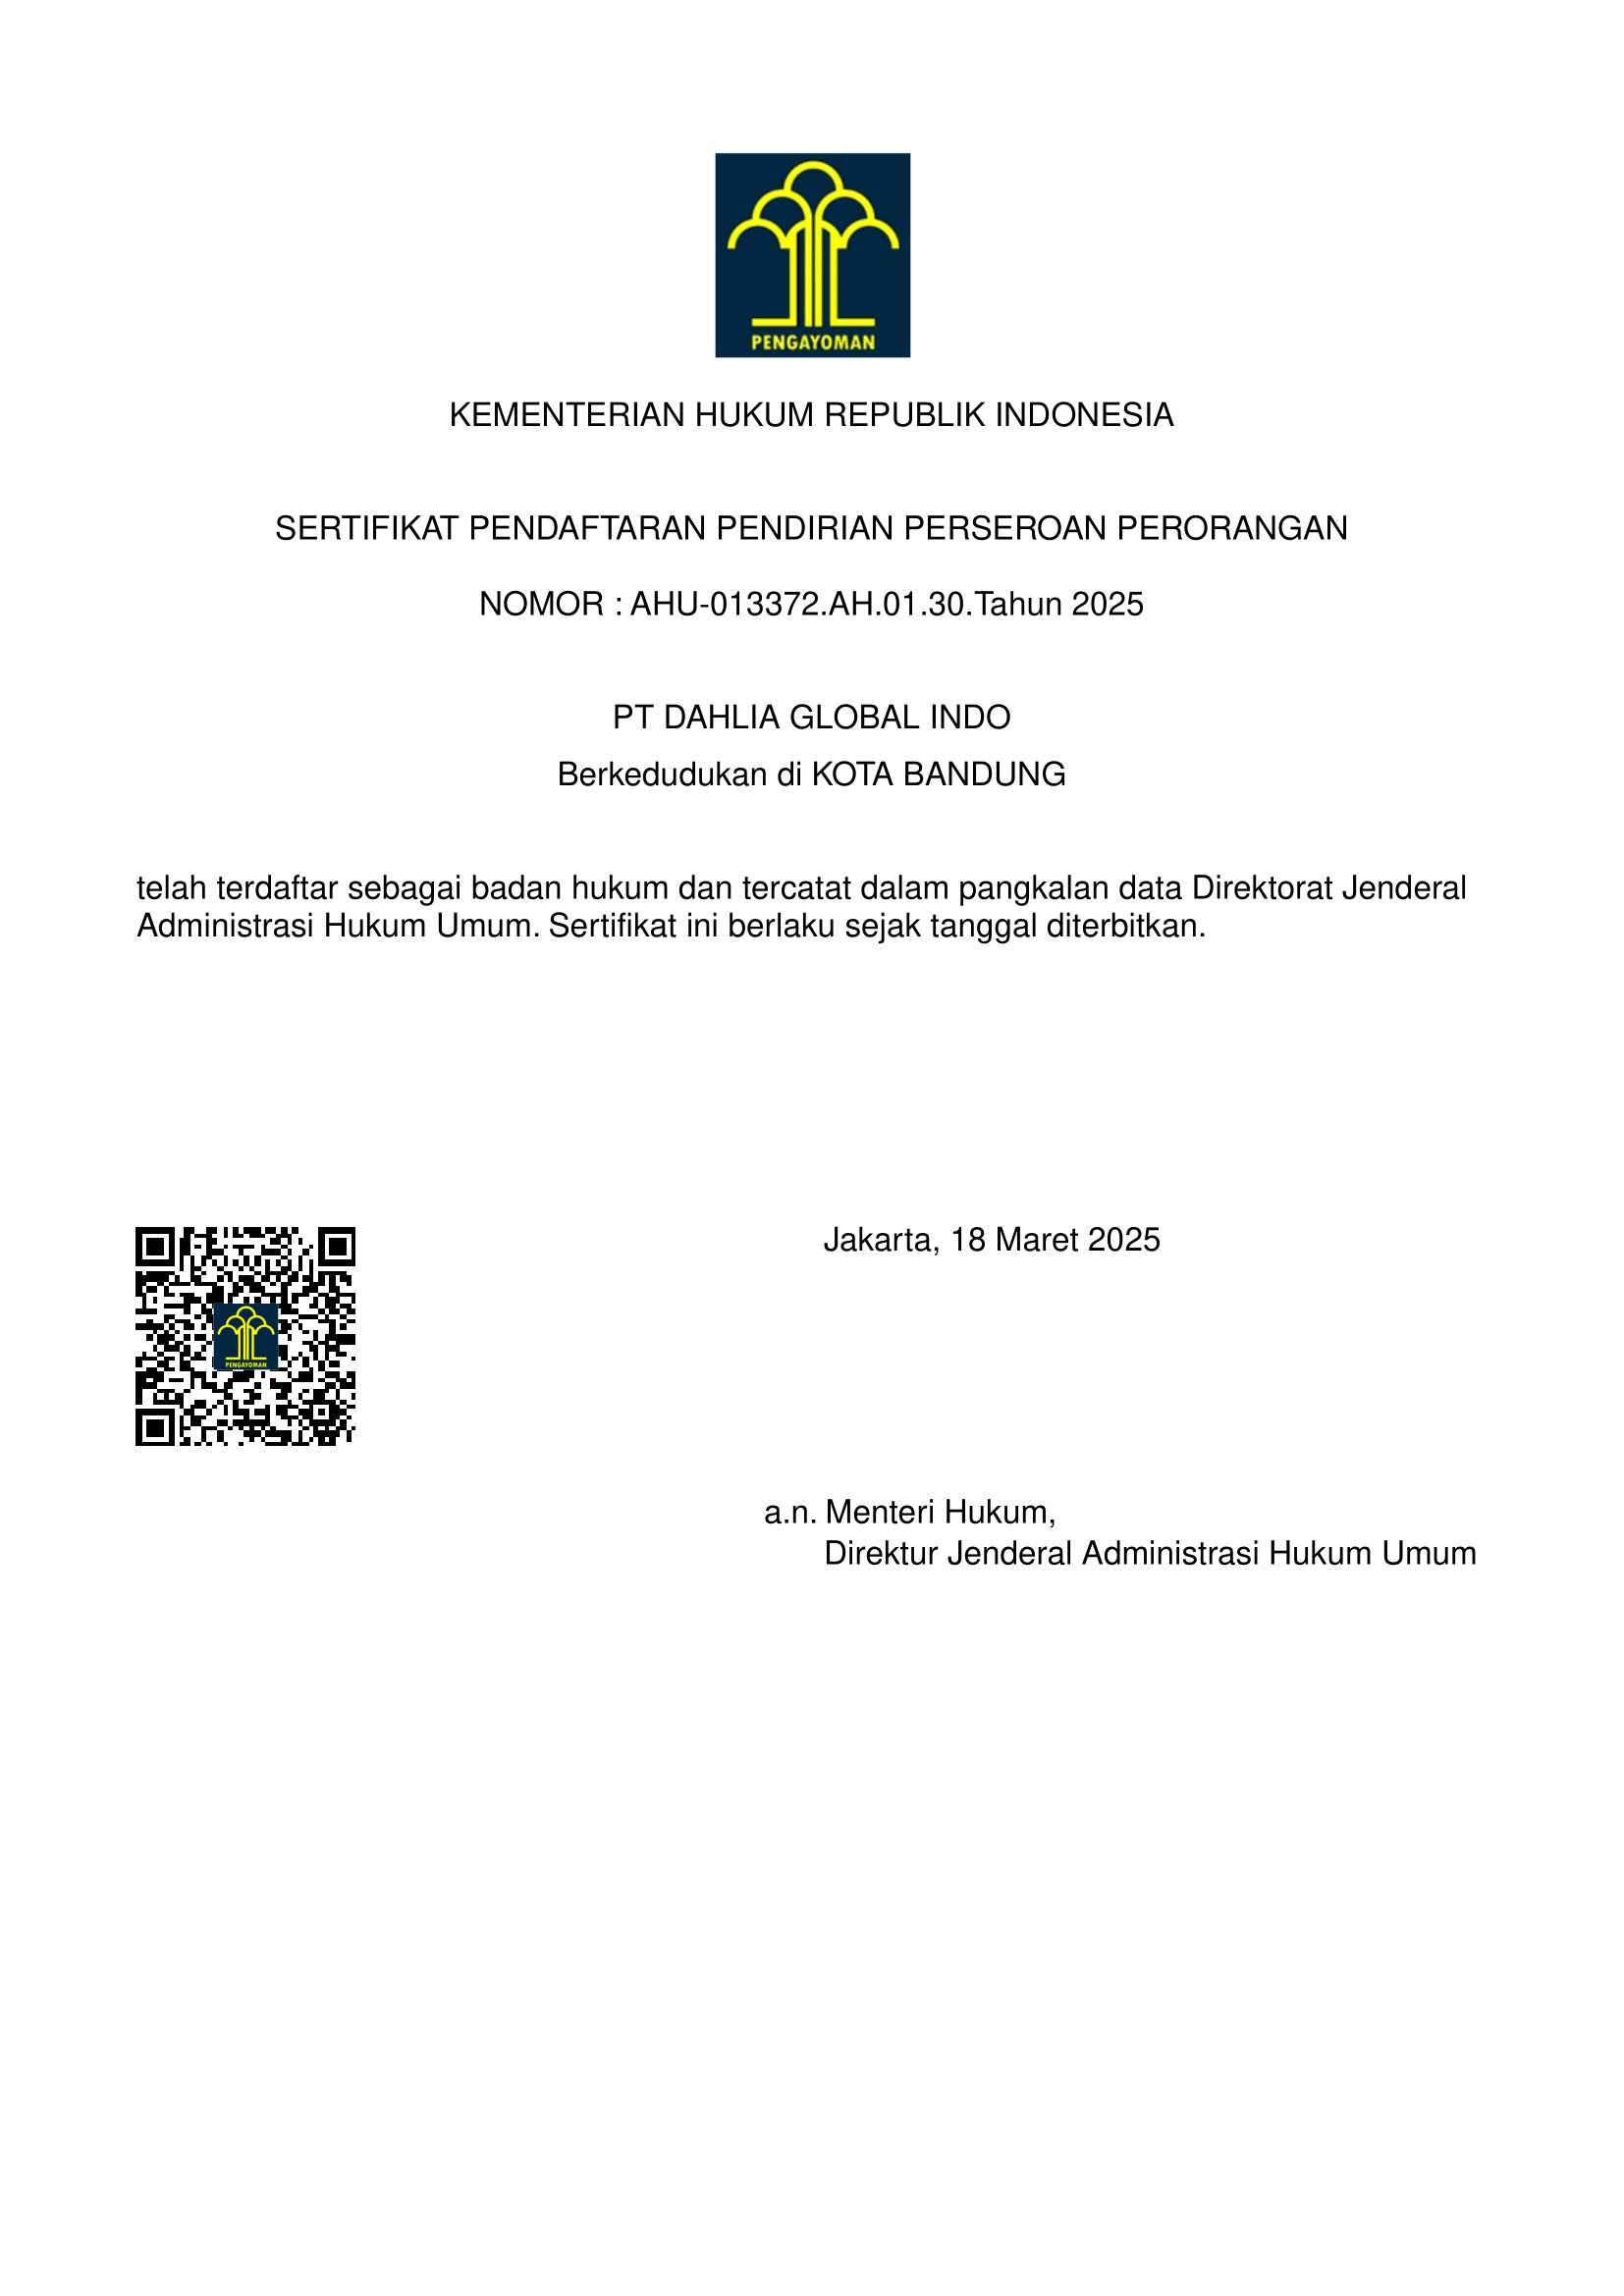 PENGAYOMAN
KEMENTERIAN HUKUM REPUBLIK INDONESIA
SERTIFIKAT PENDAFTARAN PENDIRIAN PERSEROAN PERORANGAN
NOMOR : AHU-013372.AH.01.30.Tahun 2025
PT DAHLIA GLOBAL INDO
Berkedudukan di KOTA BANDUNG
telah terdaftar sebagai badan hukum dan tercatat dalam pangkalan data Direktorat Jenderal
Administrasi Hukum Umum. Sertifikat ini berlaku sejak tanggal diterbitkan.
Jakarta, 18 Maret 2025
PENGAYOMAN
a.n. Menteri Hukum,
Direktur Jenderal Administrasi Hukum Umum